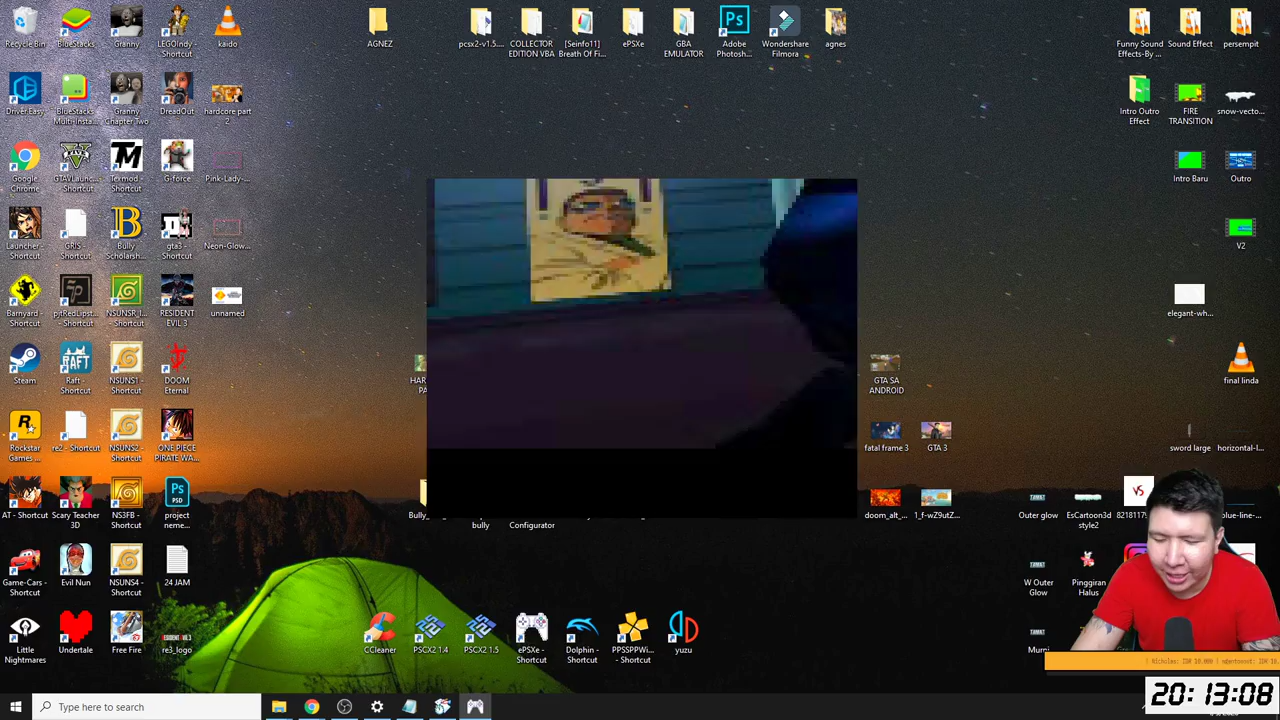 Recycle Bin
BlueStacks
Granny
LEGOIndy - Shortcut
kaido
AGNEZ
pcsx2-v1.5....
COLLECTOR EDITION VBA
[Seinfo11] Breath Of Fi...
ePSXe
GBA EMULATOR
Adobe Photosh...
Wondershare Filmora
agnes
Funny Sound Effects-By ...
Sound Effect
persempit
Driver Easy
BlueStacks Multi-Insta...
Granny Chapter Two
DreadOut
hardcore part 2
Intro Outro Effect
FIRE TRANSITION
snow-vecto...
Google Chrome
GTAVLaunc... - Shortcut
Texmod - Shortcut
G-force
Pink-Lady-...
Intro Baru
Outro
Launcher - Shortcut
GRIS - Shortcut
Bully Scholarsh...
gta3 - Shortcut
Neon-Glow...
V2
Barnyard - Shortcut
RESIDENT EVIL 3
unnamed
elegant-wh...
Steam
Raft - Shortcut
NSUNS1 - Shortcut
DOOM Eternal
GTA SA ANDROID
final linda
Rockstar Games ...
re2 - Shortcut
NSUNS2 - Shortcut
ONE PIECE PIRATE WA...
fatal frame 3
GTA 3
sword large
horizontal-l...
AT - Shortcut
Scary Teacher 3D
NS3FB - Shortcut
project neme...
bully
Configurator
doom_alt_...
1_f-wZ9utZ...
Outer glow
EsCartoon3d style2
VS
Game-Cars - Shortcut
Evil Nun
NSUNS4 - Shortcut
24 JAM
W Outer Glow
Pinggiran Halus
Little Nightmares
Undertale
Free Fire
re3_logo
CCleaner
PSCX2 1.4
PSCX2 1.5
ePSXe - Shortcut
Dolphin - Shortcut
PPSSPPWi... - Shortcut
yuzu
Murni
Type here to search
20:13:08